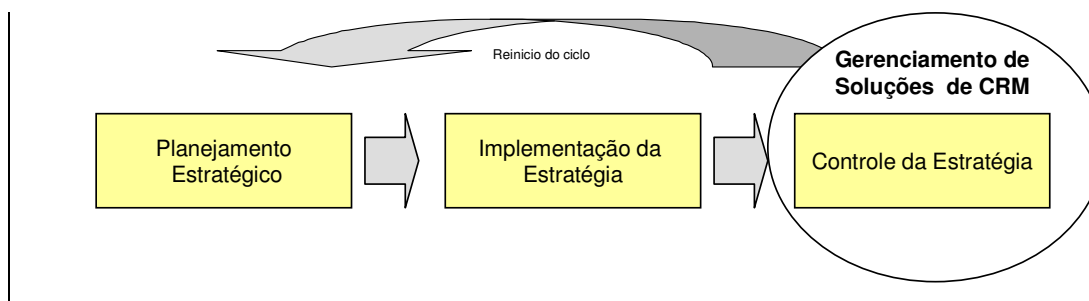 Reinicio do ciclo
Gerenciamento de
Soluções de CRM
Planejamento
Estratégico
Implementação da
Estratégia
Controle da Estratégia